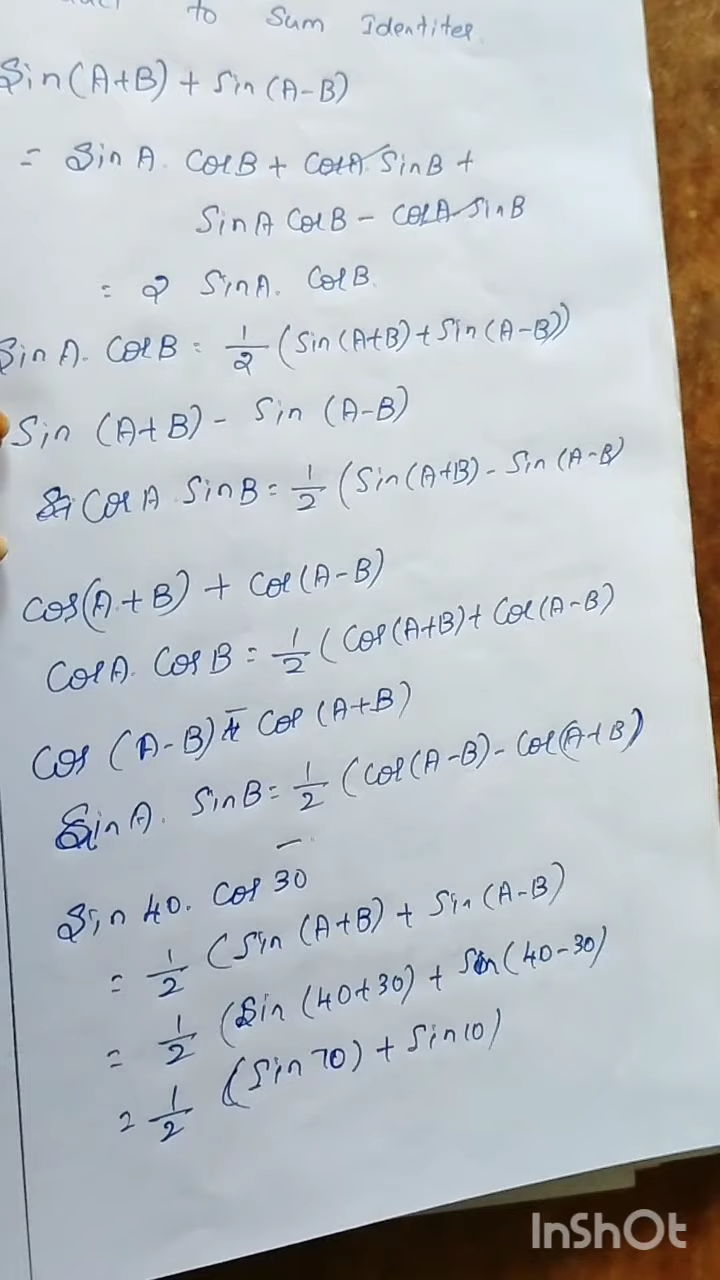 to Sum Identites
Sin(A+B) + Sin(A-B)
= Sin A. CosB + CosA. SinB +
SinA CosB - CosA SinB
= 2 SinA. CosB.
Sin A. CosB = 1/2 (Sin(A+B) + Sin(A-B))
Sin (A+B) - Sin (A-B)
Cos A. SinB = 1/2 (Sin(A+B) - Sin(A-B)
Cos(A+B) + Cos(A-B)
CosA. CosB = 1/2 (Cos(A+B) + Cos(A-B)
Cos (A-B) - Cos (A+B)
SinA. SinB = 1/2 (Cos(A-B) - Cos(A+B)
Sin 40. Cos 30
= 1/2 (Sin (A+B) + Sin (A-B)
= 1/2 (Sin (40+30) + Sin(40-30)
= 1/2 (Sin 70) + Sin10)
InShOt